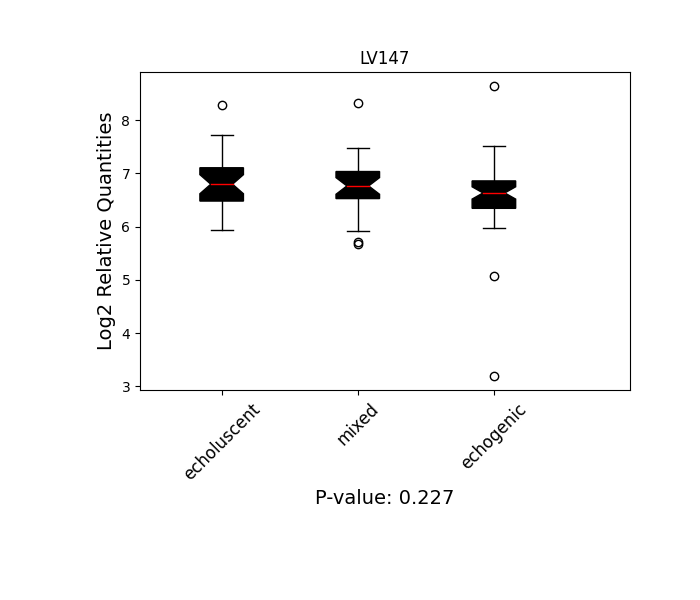 LV147
Log2 Relative Quantities
8
7
6
5
4
3
echoluscent
mixed
echogenic
P-value: 0.227